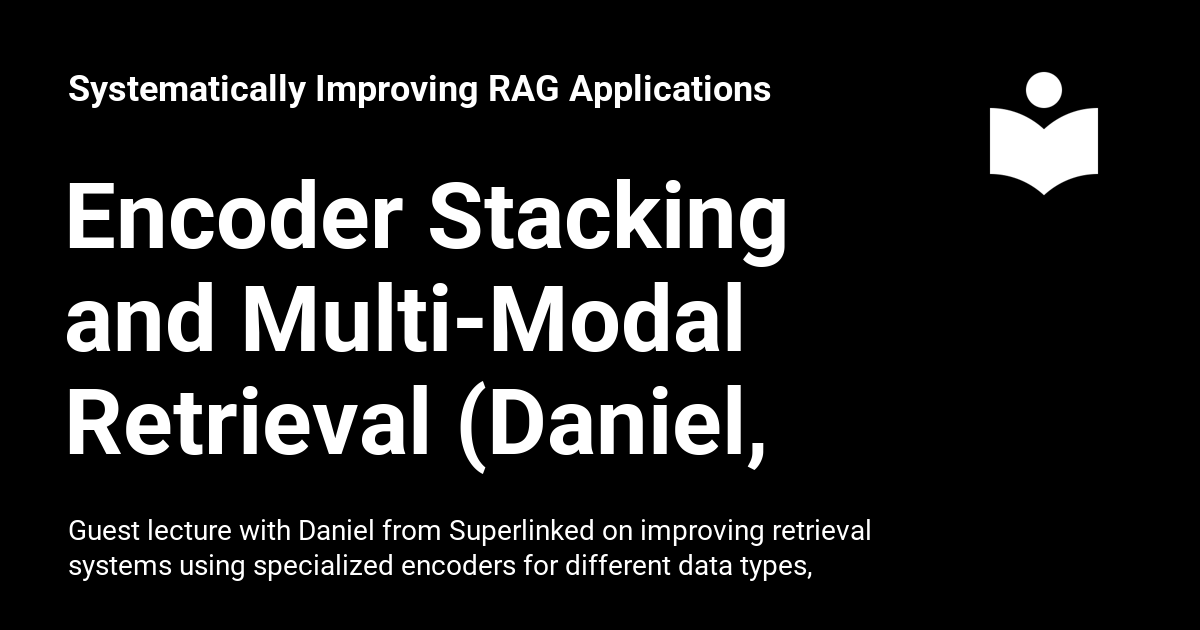 Systematically Improving RAG Applications
Encoder Stacking
and Multi-Modal
Retrieval (Daniel,
Guest lecture with Daniel from Superlinked on improving retrieval
systems using specialized encoders for different data types,